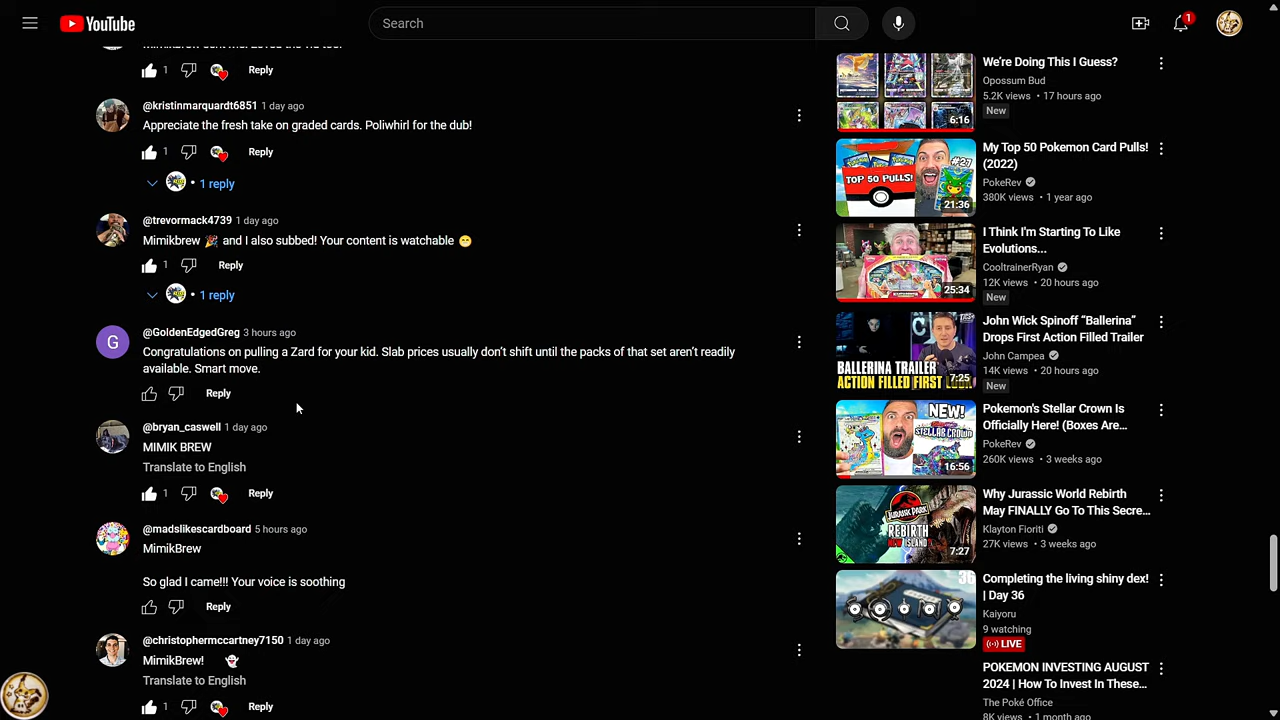 YouTube
Search
1
1
Reply
@kristinmarquardt6851 1 day ago
Appreciate the fresh take on graded cards. Poliwhirl for the dub!
1
Reply
• 1 reply
@trevormack4739 1 day ago
Mimikbrew 🎉 and I also subbed! Your content is watchable 😁
1
Reply
• 1 reply
G
@GoldenEdgedGreg 3 hours ago
Congratulations on pulling a Zard for your kid. Slab prices usually don't shift until the packs of that set aren't readily
available. Smart move.
Reply
@bryan_caswell 1 day ago
MIMIK BREW
Translate to English
1
Reply
@madslikescardboard 5 hours ago
MimikBrew
So glad I came!!! Your voice is soothing
Reply
@christophermccartney7150 1 day ago
MimikBrew! 👻
Translate to English
1
Reply
6:16
We're Doing This I Guess?
Opossum Bud
5.2K views • 17 hours ago
New
TOP 50 PULLS!
#27
21:36
My Top 50 Pokemon Card Pulls!
(2022)
PokeRev
380K views • 1 year ago
25:34
I Think I'm Starting To Like
Evolutions...
CooltrainerRyan
12K views • 20 hours ago
New
BALLERINA TRAILER
ACTION FILLED FIRST LOOK
7:25
John Wick Spinoff “Ballerina”
Drops First Action Filled Trailer
John Campea
14K views • 20 hours ago
New
NEW!
STELLAR CROWN
16:56
Pokemon's Stellar Crown Is
Officially Here! (Boxes Are...
PokeRev
260K views • 3 weeks ago
JURASSIC PARK
REBIRTH
NEW ISLAND
7:27
Why Jurassic World Rebirth
May FINALLY Go To This Secre...
Klayton Fioriti
27K views • 3 weeks ago
36
Completing the living shiny dex!
| Day 36
Kaiyoru
9 watching
LIVE
POKEMON INVESTING AUGUST
2024 | How To Invest In These...
The Poké Office
8K views • 1 month ago